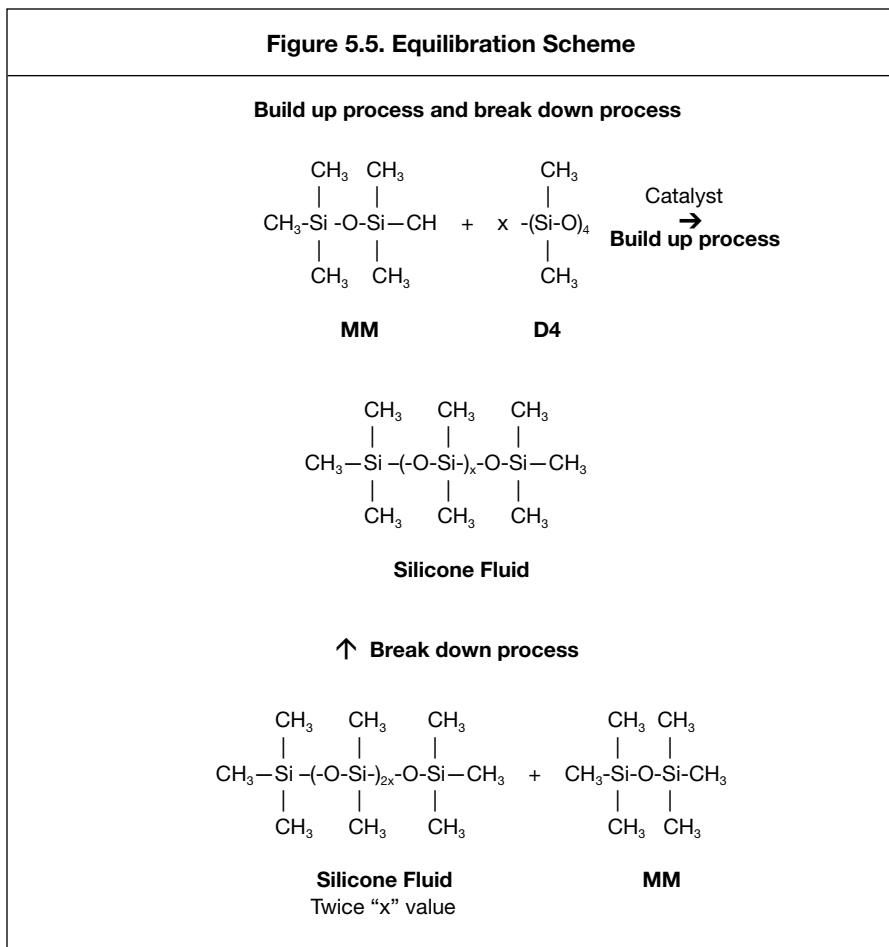 Figure 5.5. Equilibration Scheme
Build up process and break down process
CH₃ CH₃ CH₃
| | |
CH₃-Si -O-Si—CH + x -(Si-O)₄ Catalyst ➔ Build up process
| | |
CH₃ CH₃ CH₃
MM D4
CH₃ CH₃ CH₃
| | |
CH₃—Si -(-O-Si-)ₓ-O-Si—CH₃
| | |
CH₃ CH₃ CH₃
Silicone Fluid
↑ Break down process
CH₃ CH₃ CH₃ CH₃ CH₃
| | | | |
CH₃—Si -(-O-Si-)₂ₓ-O-Si—CH₃ + CH₃-Si-O-Si-CH₃
| | | | |
CH₃ CH₃ CH₃ CH₃ CH₃
Silicone Fluid MM
Twice “x” value